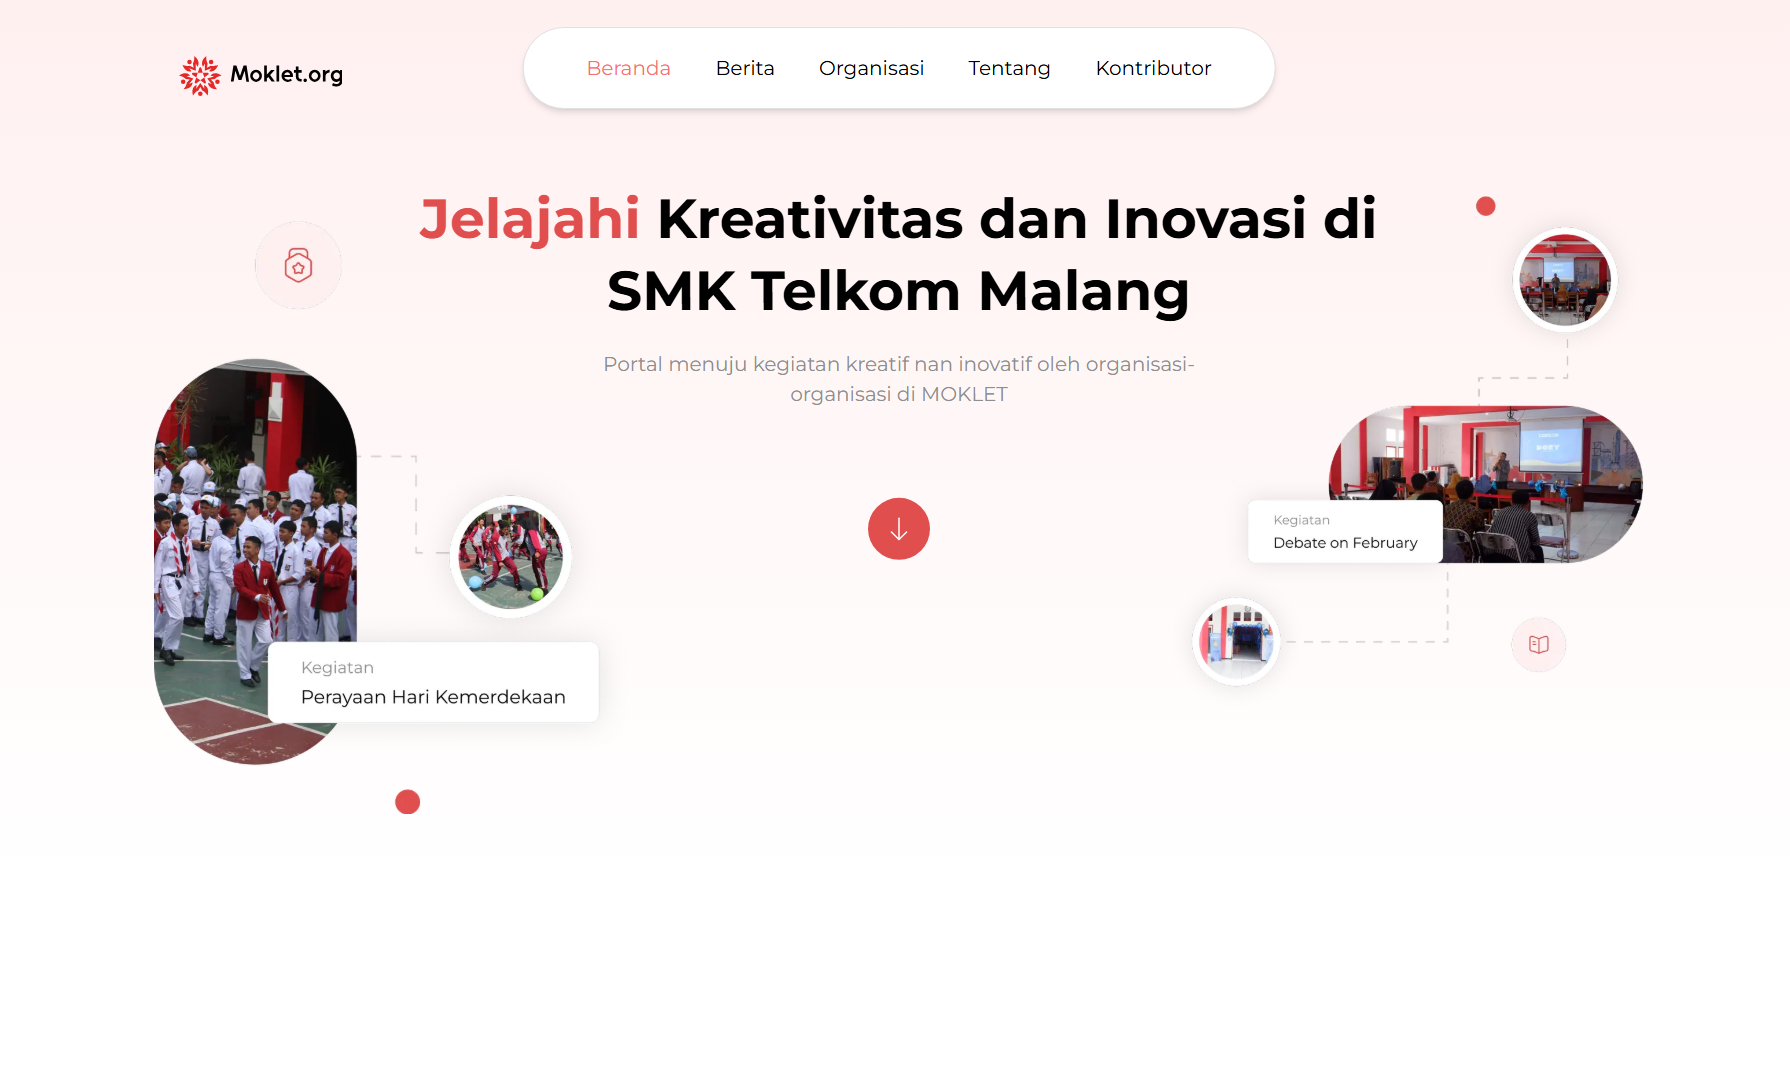 Moklet.org
Beranda
Berita
Organisasi
Tentang
Kontributor
Jelajahi Kreativitas dan Inovasi di
SMK Telkom Malang
Portal menuju kegiatan kreatif nan inovatif oleh organisasi-
organisasi di MOKLET
Kegiatan
Perayaan Hari Kemerdekaan
Kegiatan
Debate on February